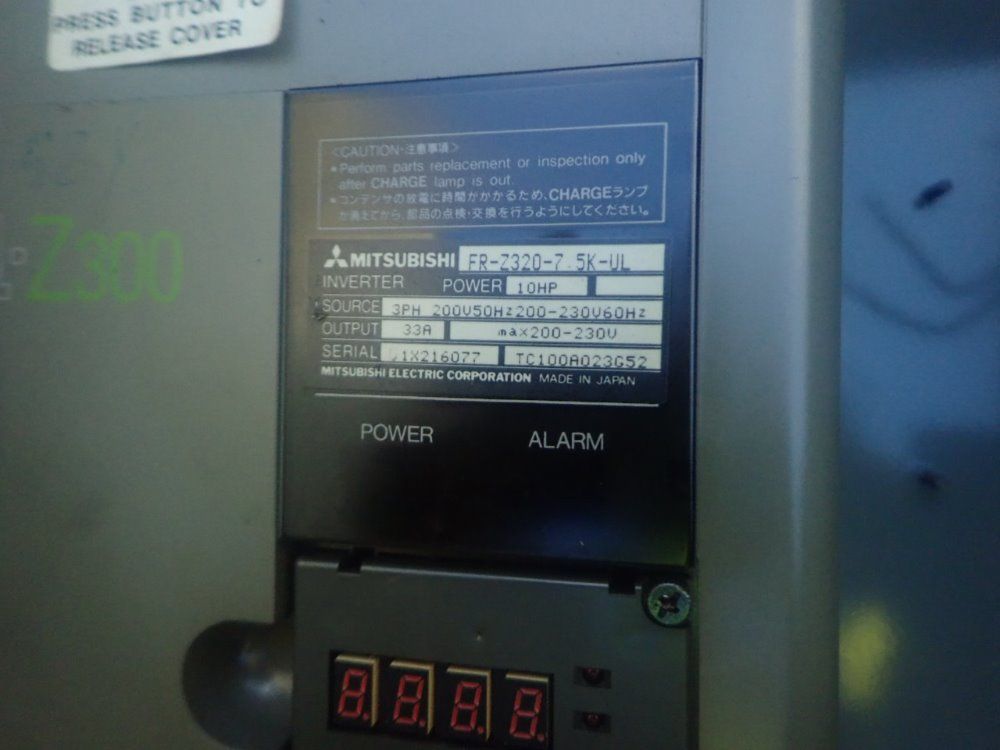 PRESS BUTTON TO
RELEASE COVER
Z300
<CAUTION・注意事項>
• Perform parts replacement or inspection only
after CHARGE lamp is out.
• コンデンサの放電に時間がかかるため、CHARGEランプ
が消えてから、部品の点検・交換を行うようにしてください。
MITSUBISHI FR-Z320-7.5K-UL
INVERTER POWER 10HP
SOURCE 3PH 200V50Hz200-230V60Hz
OUTPUT 33A max200-230V
SERIAL 1X216077 TC100A023G52
MITSUBISHI ELECTRIC CORPORATION MADE IN JAPAN
POWER ALARM
8.8.8.8.